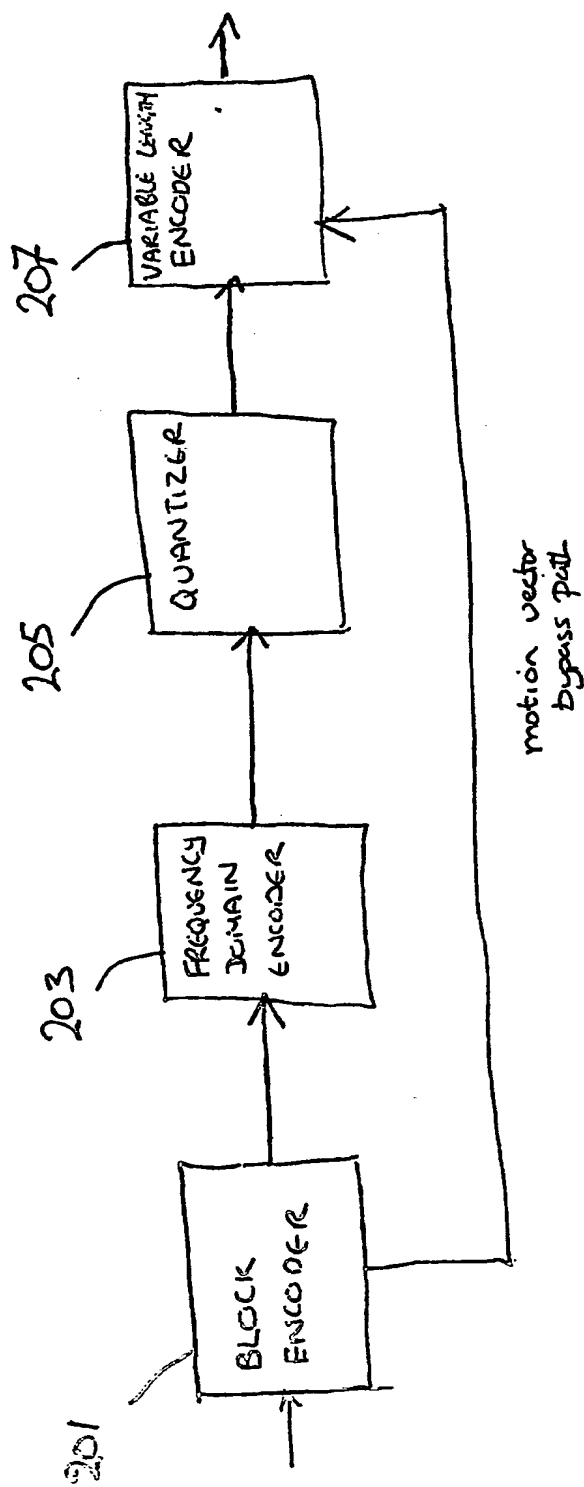 201
BLOCK
ENCODER
203
FREQUENCY
DOMAIN
ENCODER
205
QUANTIZER
207
VARIABLE LENGTH
ENCODER
motion vector
bypass path